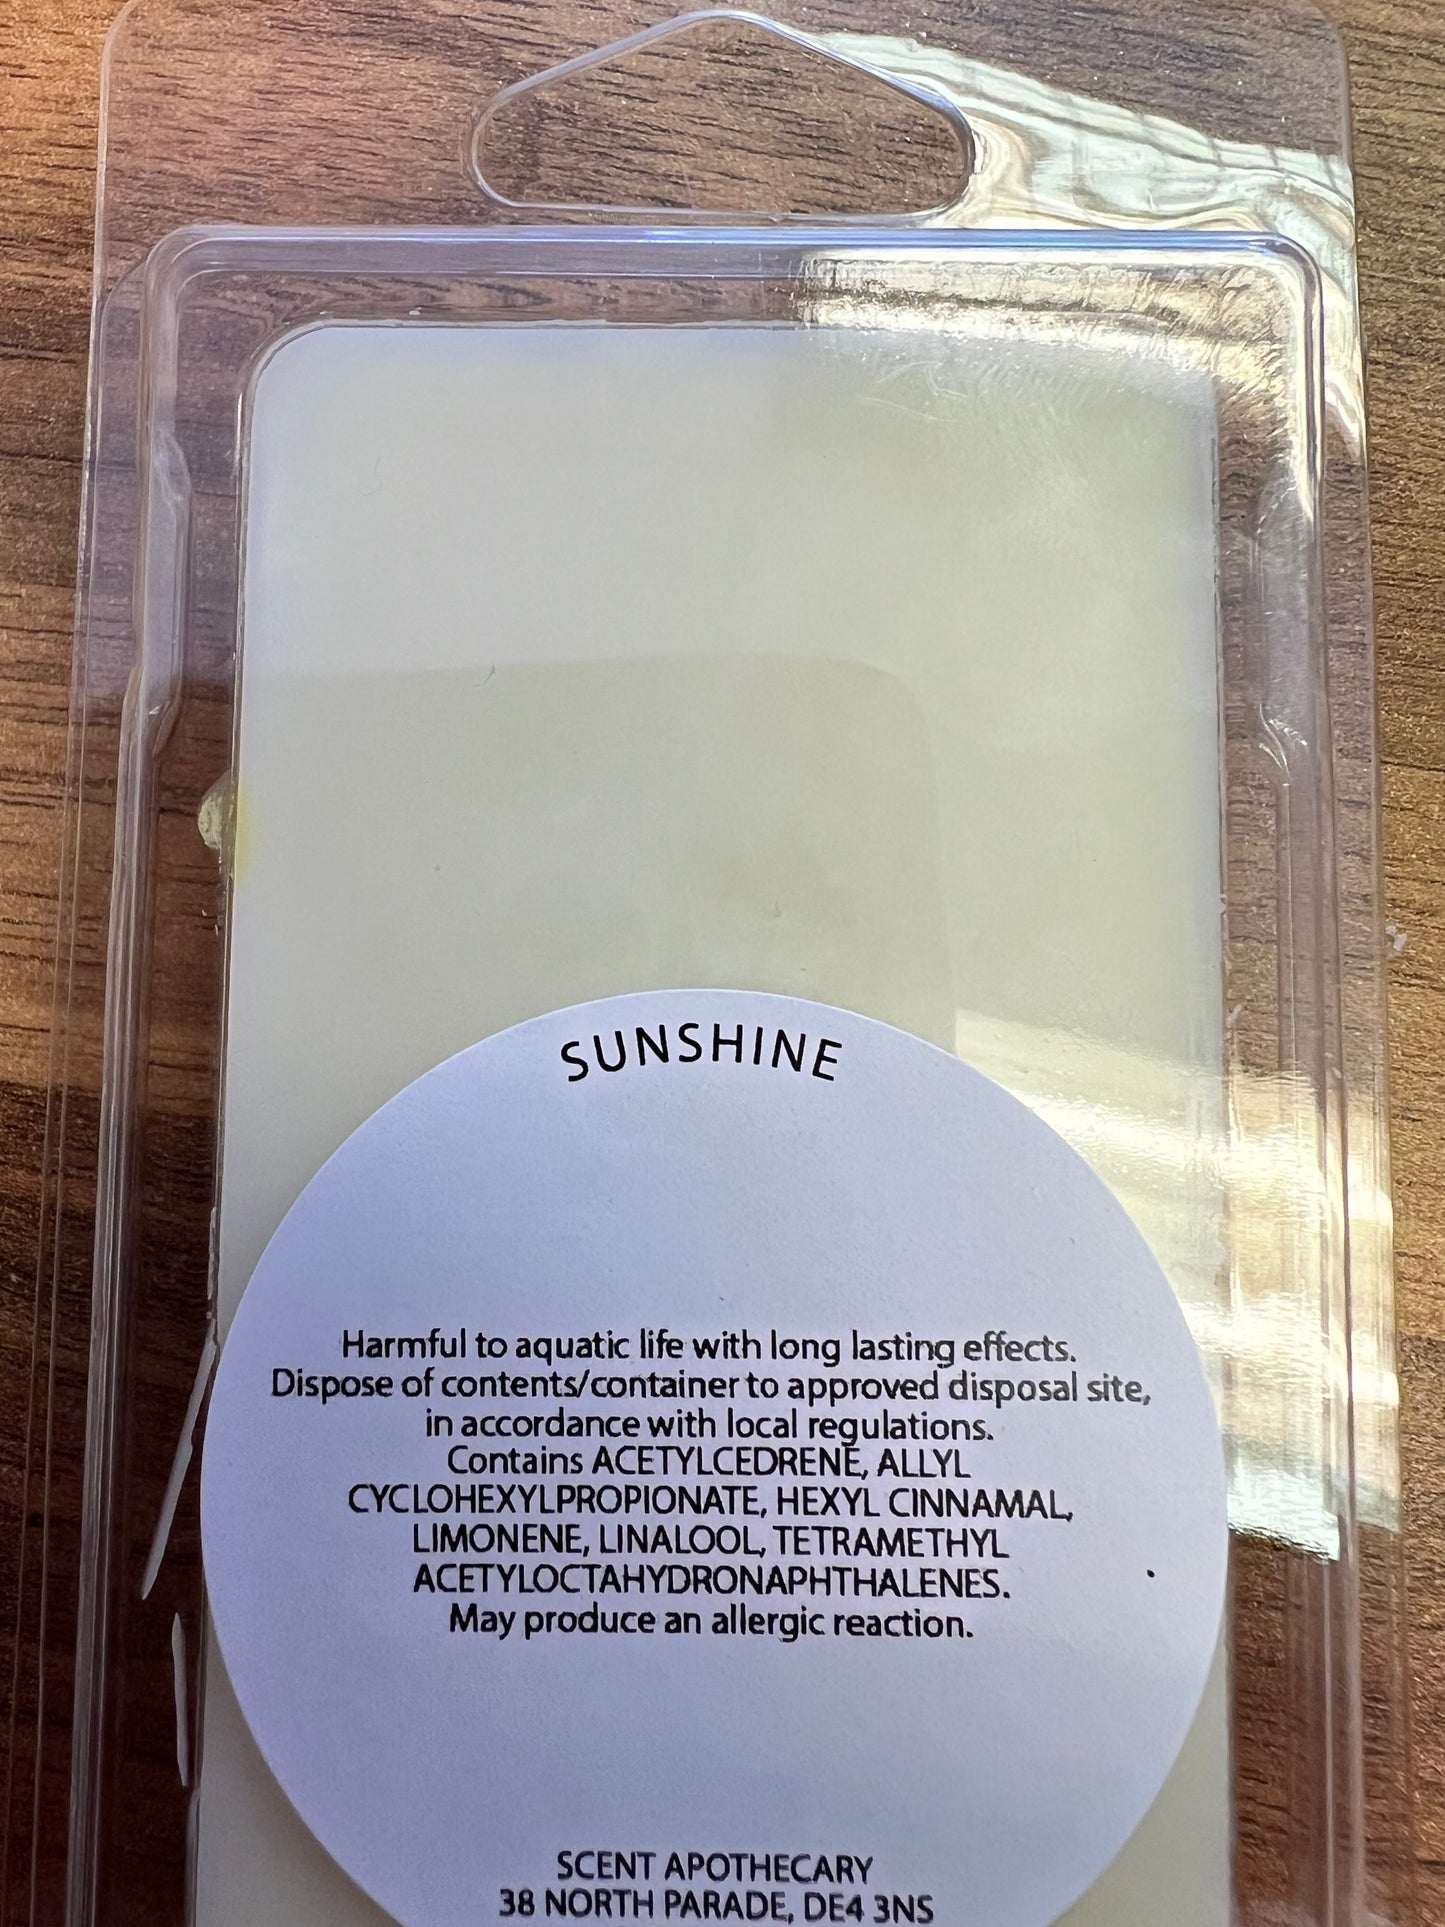 SUNSHINE
Harmful to aquatic life with long lasting effects.
Dispose of contents/container to approved disposal site,
in accordance with local regulations.
Contains ACETYLCEDRENE, ALLYL
CYCLOHEXYLPROPIONATE, HEXYL CINNAMAL,
LIMONENE, LINALOOL, TETRAMETHYL
ACETYLOCTAHYDRONAPHTHALENES.
May produce an allergic reaction.
SCENT APOTHECARY
38 NORTH PARADE, DE4 3NS